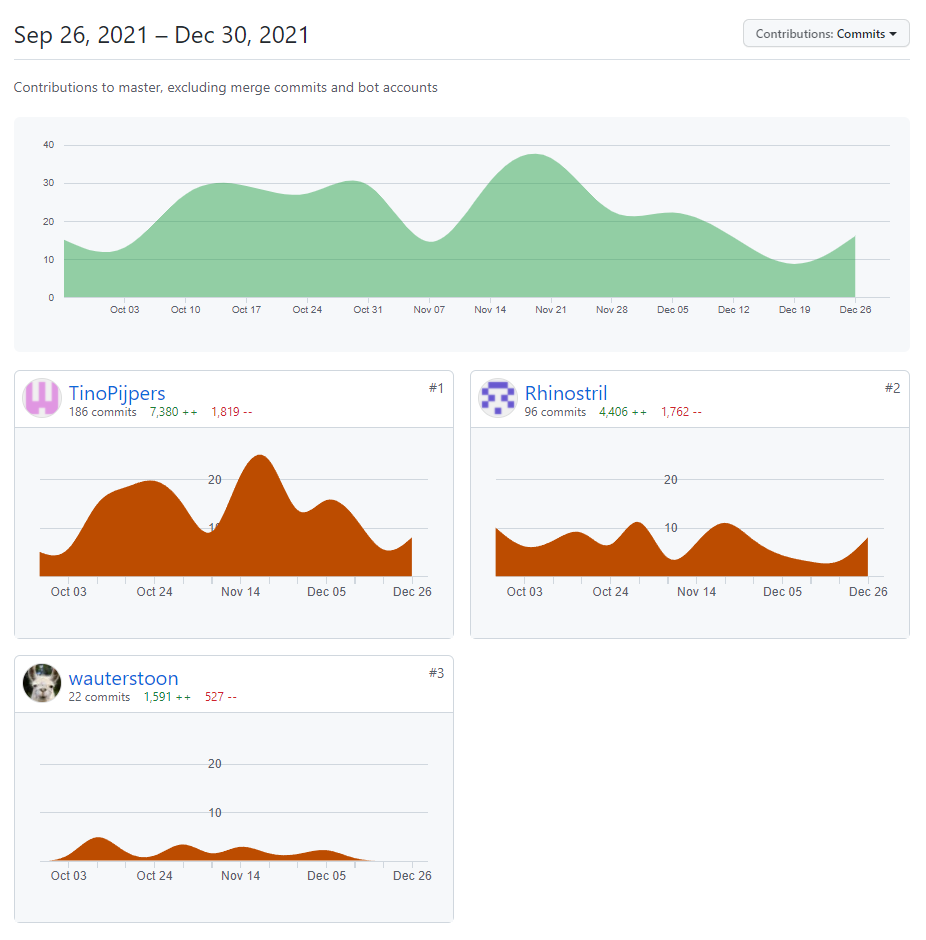 Sep 26, 2021 – Dec 30, 2021
Contributions: Commits
Contributions to master, excluding merge commits and bot accounts
40
30
20
10
0
Oct 03 Oct 10 Oct 17 Oct 24 Oct 31 Nov 07 Nov 14 Nov 21 Nov 28 Dec 05 Dec 12 Dec 19 Dec 26
TinoPijpers #1
186 commits 7,380 ++ 1,819 --
20
10
Oct 03 Oct 24 Nov 14 Dec 05 Dec 26
Rhinostril #2
96 commits 4,406 ++ 1,762 --
20
10
Oct 03 Oct 24 Nov 14 Dec 05 Dec 26
wauterstoon #3
22 commits 1,591 ++ 527 --
20
10
Oct 03 Oct 24 Nov 14 Dec 05 Dec 26